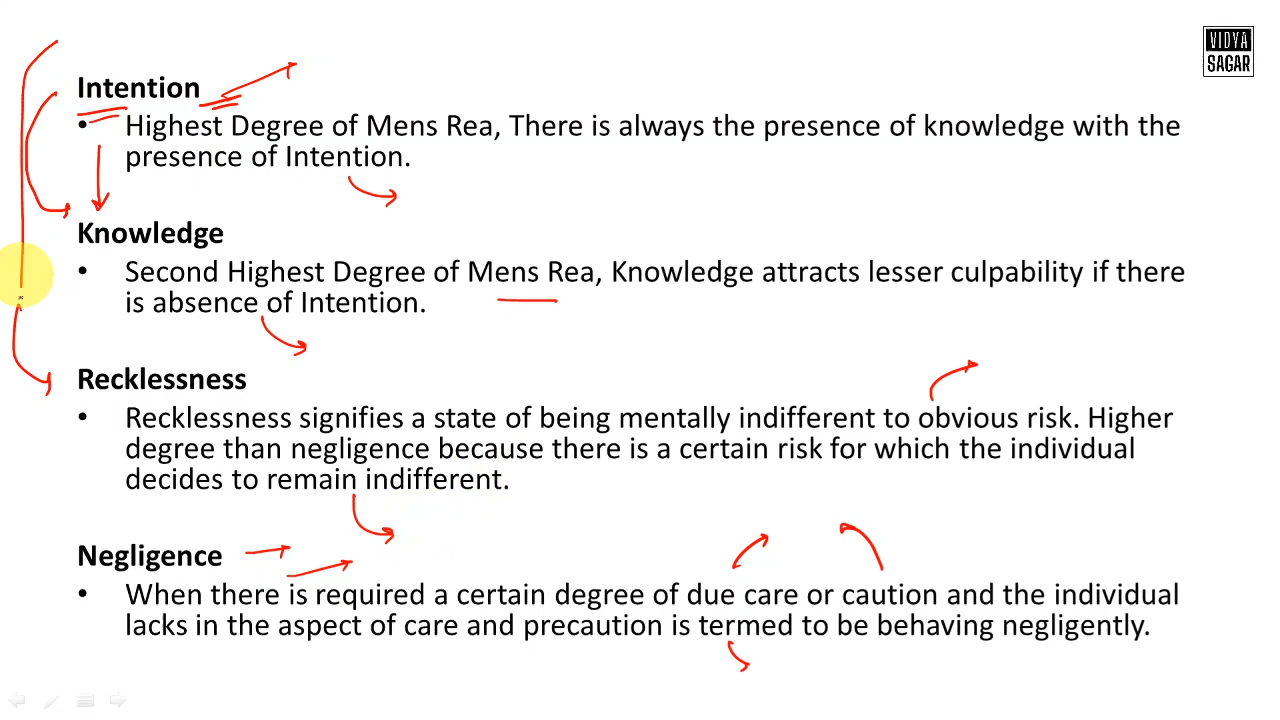 VIDYA
SAGAR
Intention
• Highest Degree of Mens Rea, There is always the presence of knowledge with the
presence of Intention.
Knowledge
• Second Highest Degree of Mens Rea, Knowledge attracts lesser culpability if there
is absence of Intention.
Recklessness
• Recklessness signifies a state of being mentally indifferent to obvious risk. Higher
degree than negligence because there is a certain risk for which the individual
decides to remain indifferent.
Negligence
• When there is required a certain degree of due care or caution and the individual
lacks in the aspect of care and precaution is termed to be behaving negligently.